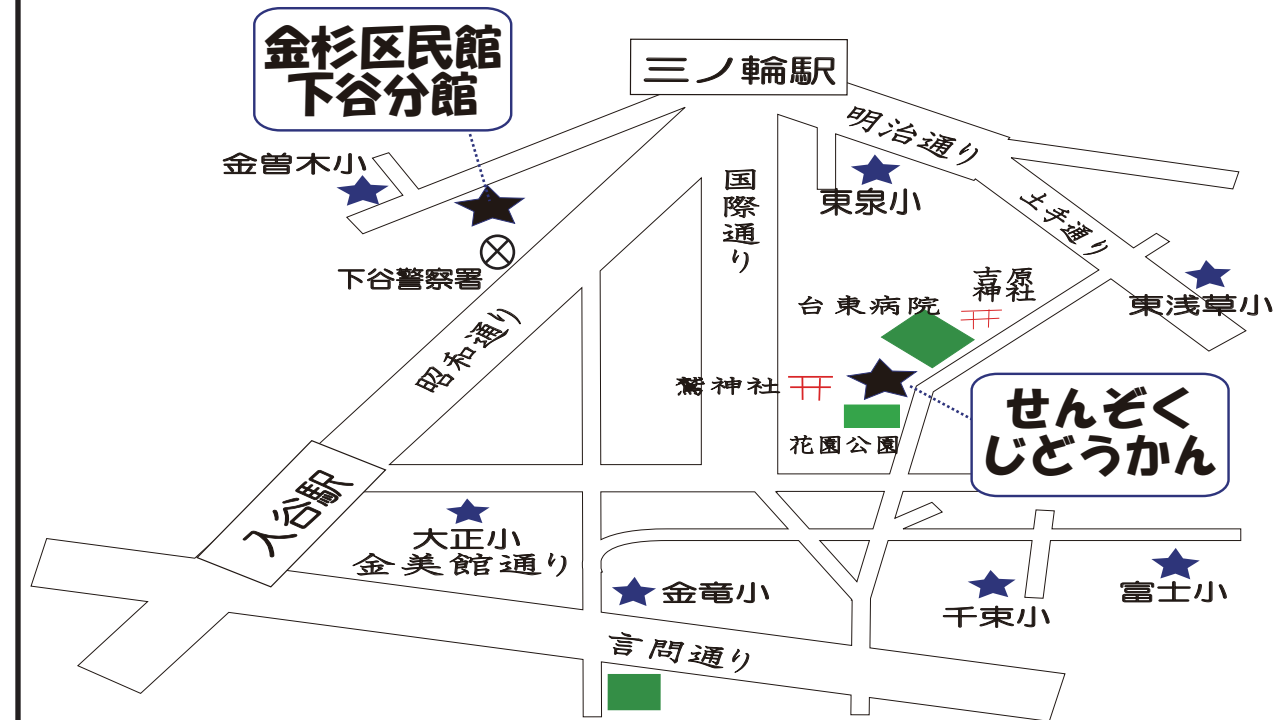 金杉区民館
下谷分館
三ノ輪駅
明治通り
金曽木小
東泉小
国際通り
土手通り
下谷警察署
吉原
神社
台東病院
東浅草小
昭和通り
鷲神社
せんぞく
じどうかん
花園公園
入谷駅
大正小
金美館通り
金竜小
千束小
富士小
言問通り